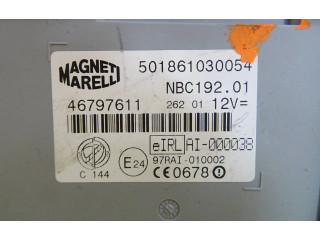 MAGNETI MARELLI
501861030054
NBC192.01
46797611 262 01 12V=
eIRL AI-000038
E24 97RAI-010002
C 144 CE0678!